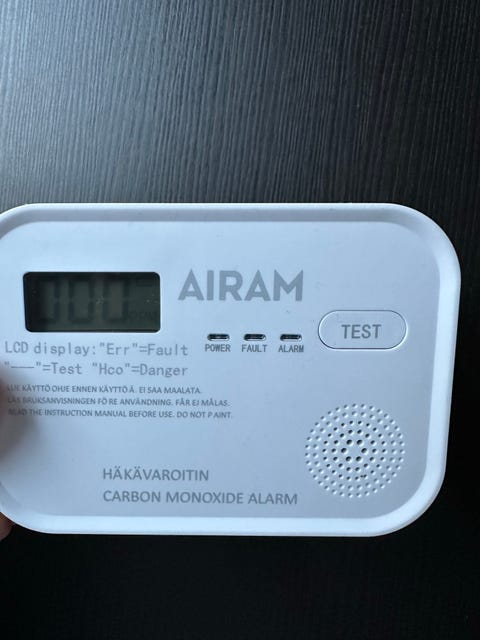 AIRAM
000
TEST
POWER FAULT ALARM
LCD display:"Err"=Fault
"---"=Test "Hco"=Danger
LUE KÄYTTÖOHJE ENNEN KÄYTTÖÄ. EI SAA MAALATA.
LÄS BRUKSANVISNINGEN FÖRE ANVÄNDNING. FÅR EJ MÅLAS.
READ THE INSTRUCTION MANUAL BEFORE USE. DO NOT PAINT.
HÄKÄVAROITIN
CARBON MONOXIDE ALARM